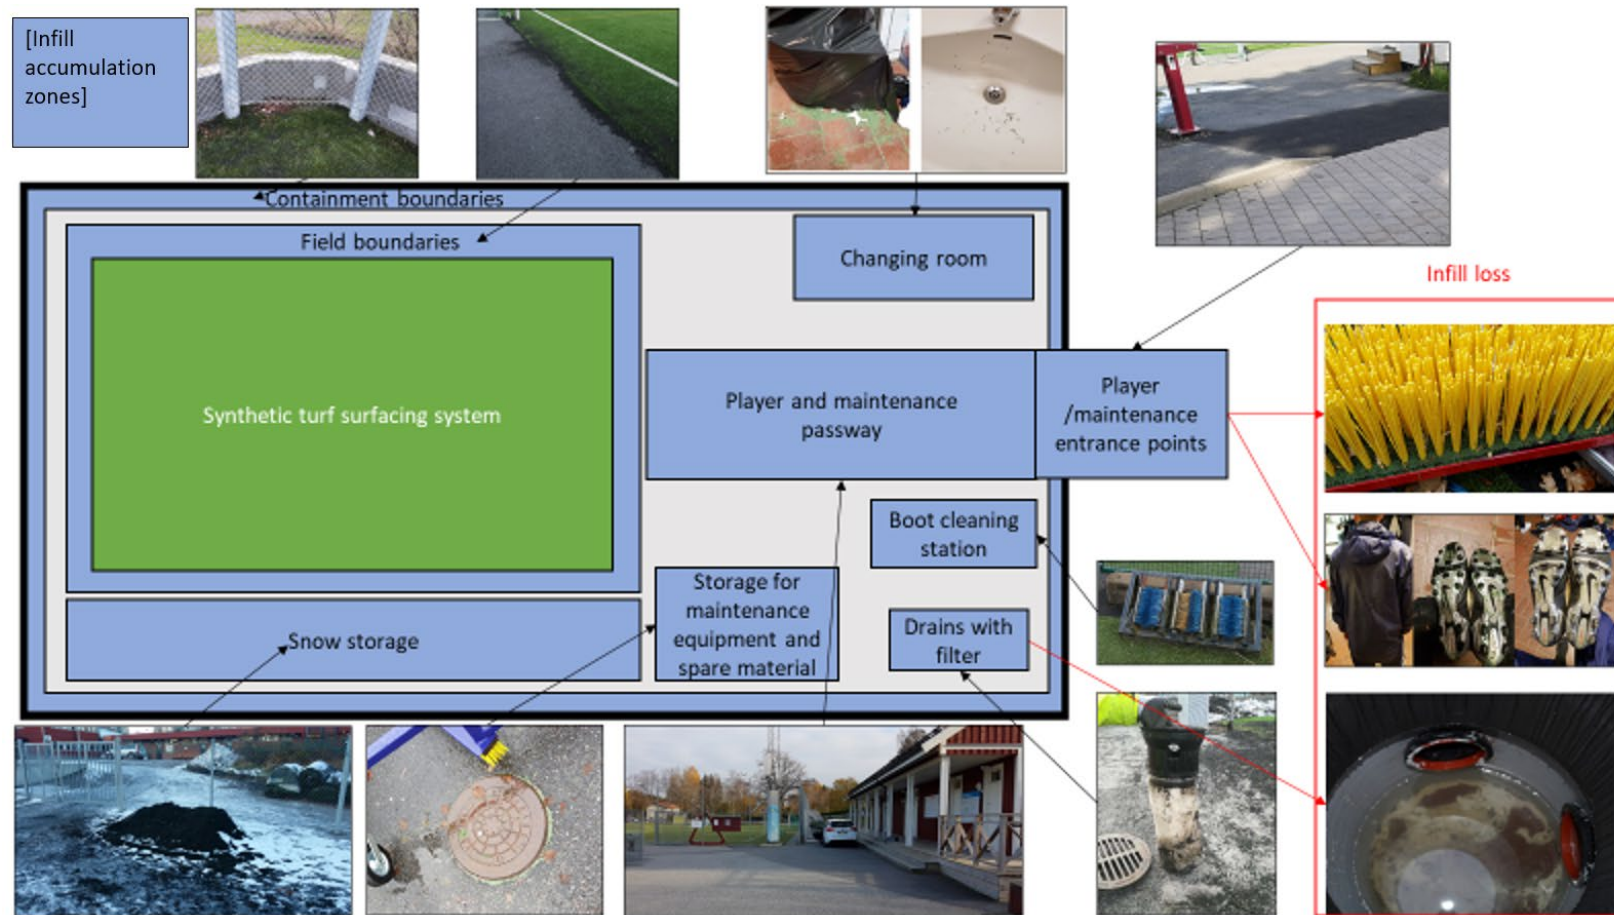 [Infill
accumulation
zones]
Containment boundaries
Field boundaries
Changing room
Infill loss
Synthetic turf surfacing system
Player and maintenance
passway
Player
/maintenance
entrance points
Boot cleaning
station
Storage for
maintenance
equipment and
spare material
Drains with
filter
Snow storage